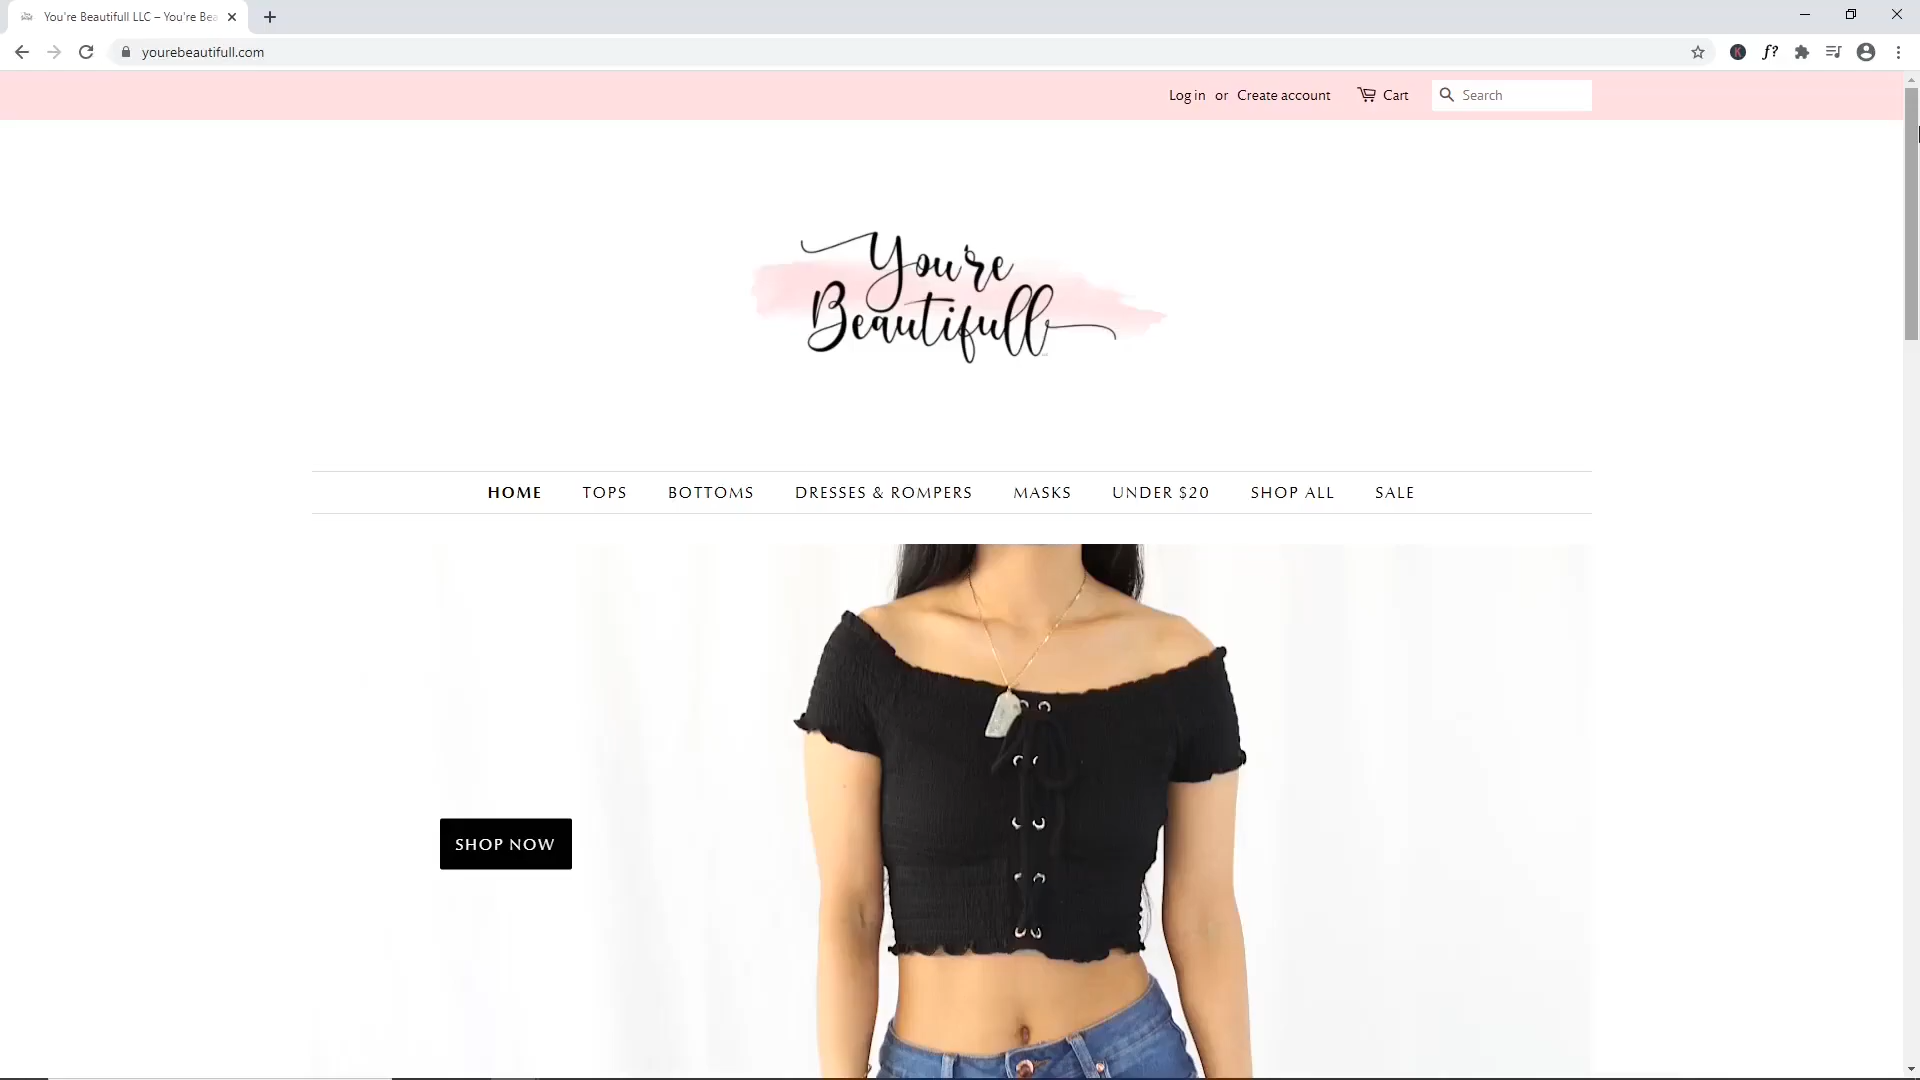 You're Beautifull LLC – You're Bea
yourebeautifull.com
Log in or Create account Cart Search
You're
Beautifull
HOME TOPS BOTTOMS DRESSES & ROMPERS MASKS UNDER $20 SHOP ALL SALE
SHOP NOW